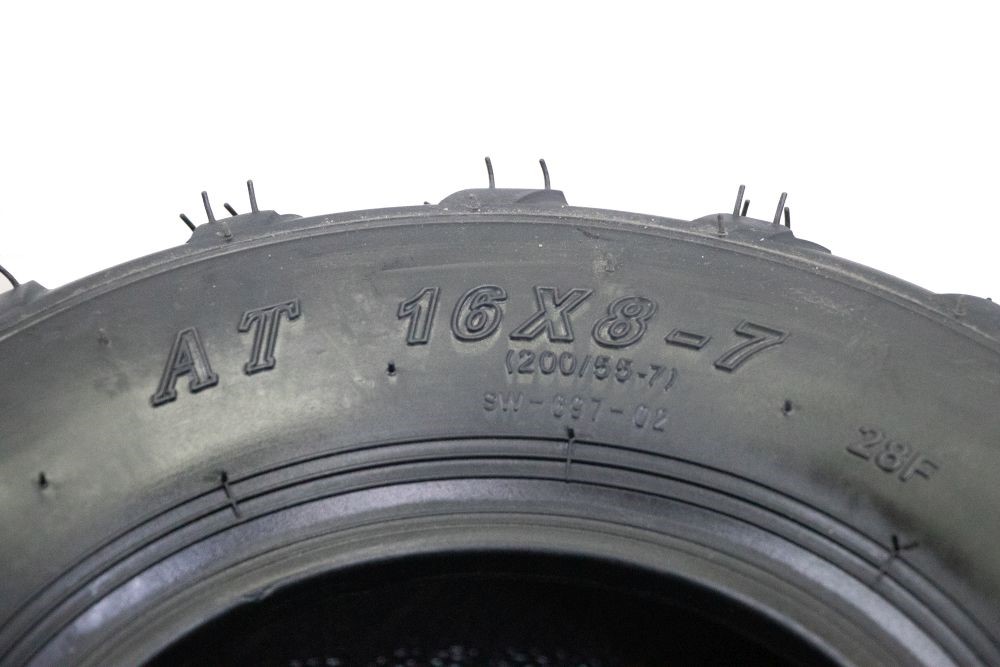 AT 16X8-7
(200/55-7)
28F